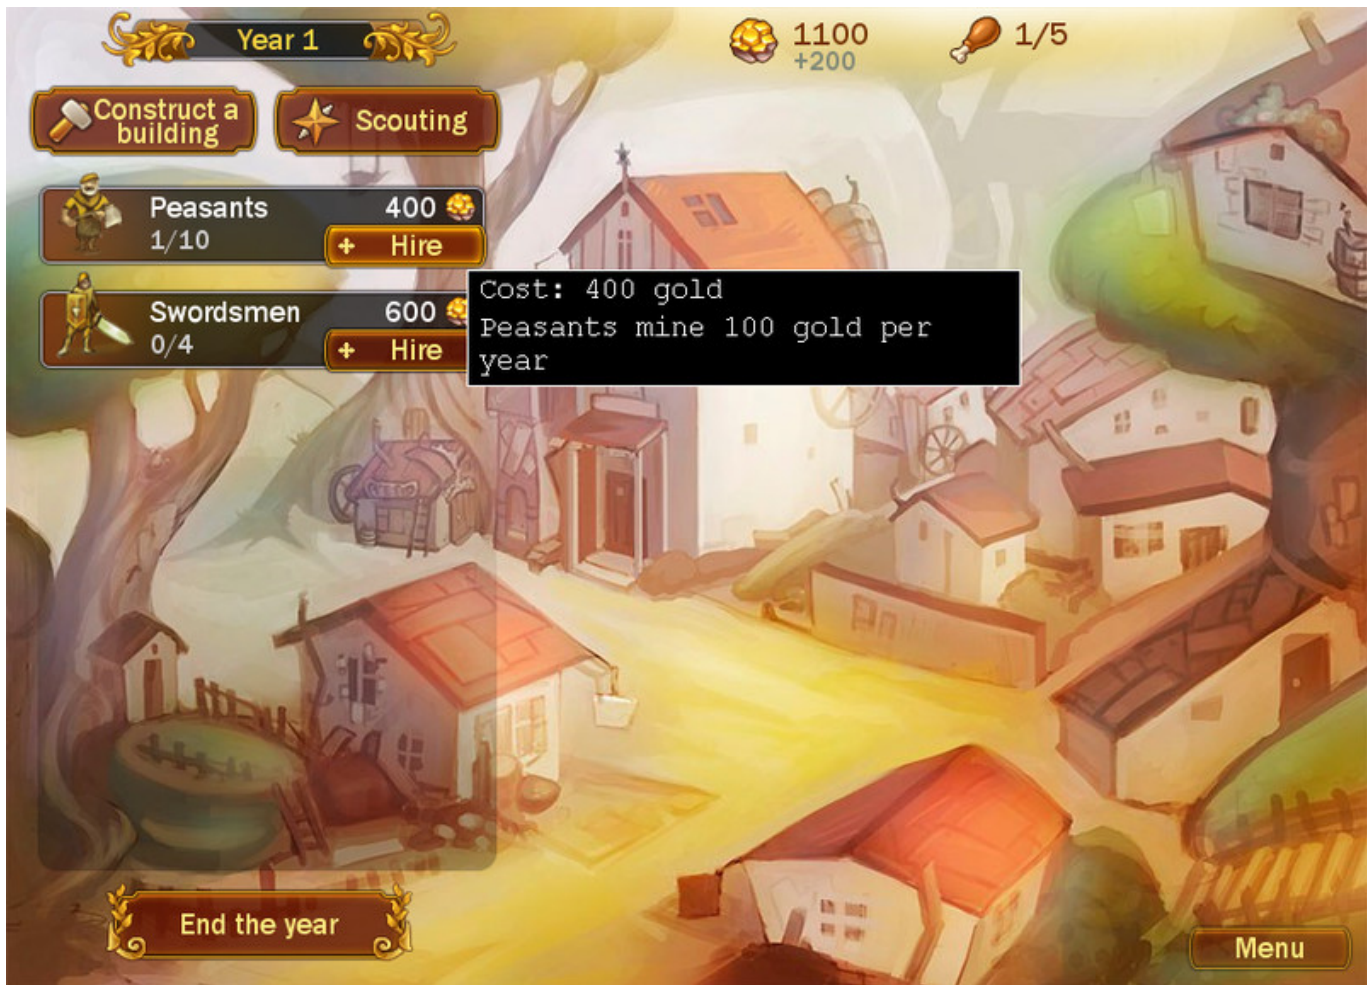 Year 1
1100
+200
1/5
Construct a
building
Scouting
Peasants
400
1/10
+ Hire
Swordsmen
600
0/4
+ Hire
Cost: 400 gold
Peasants mine 100 gold per
year
End the year
Menu